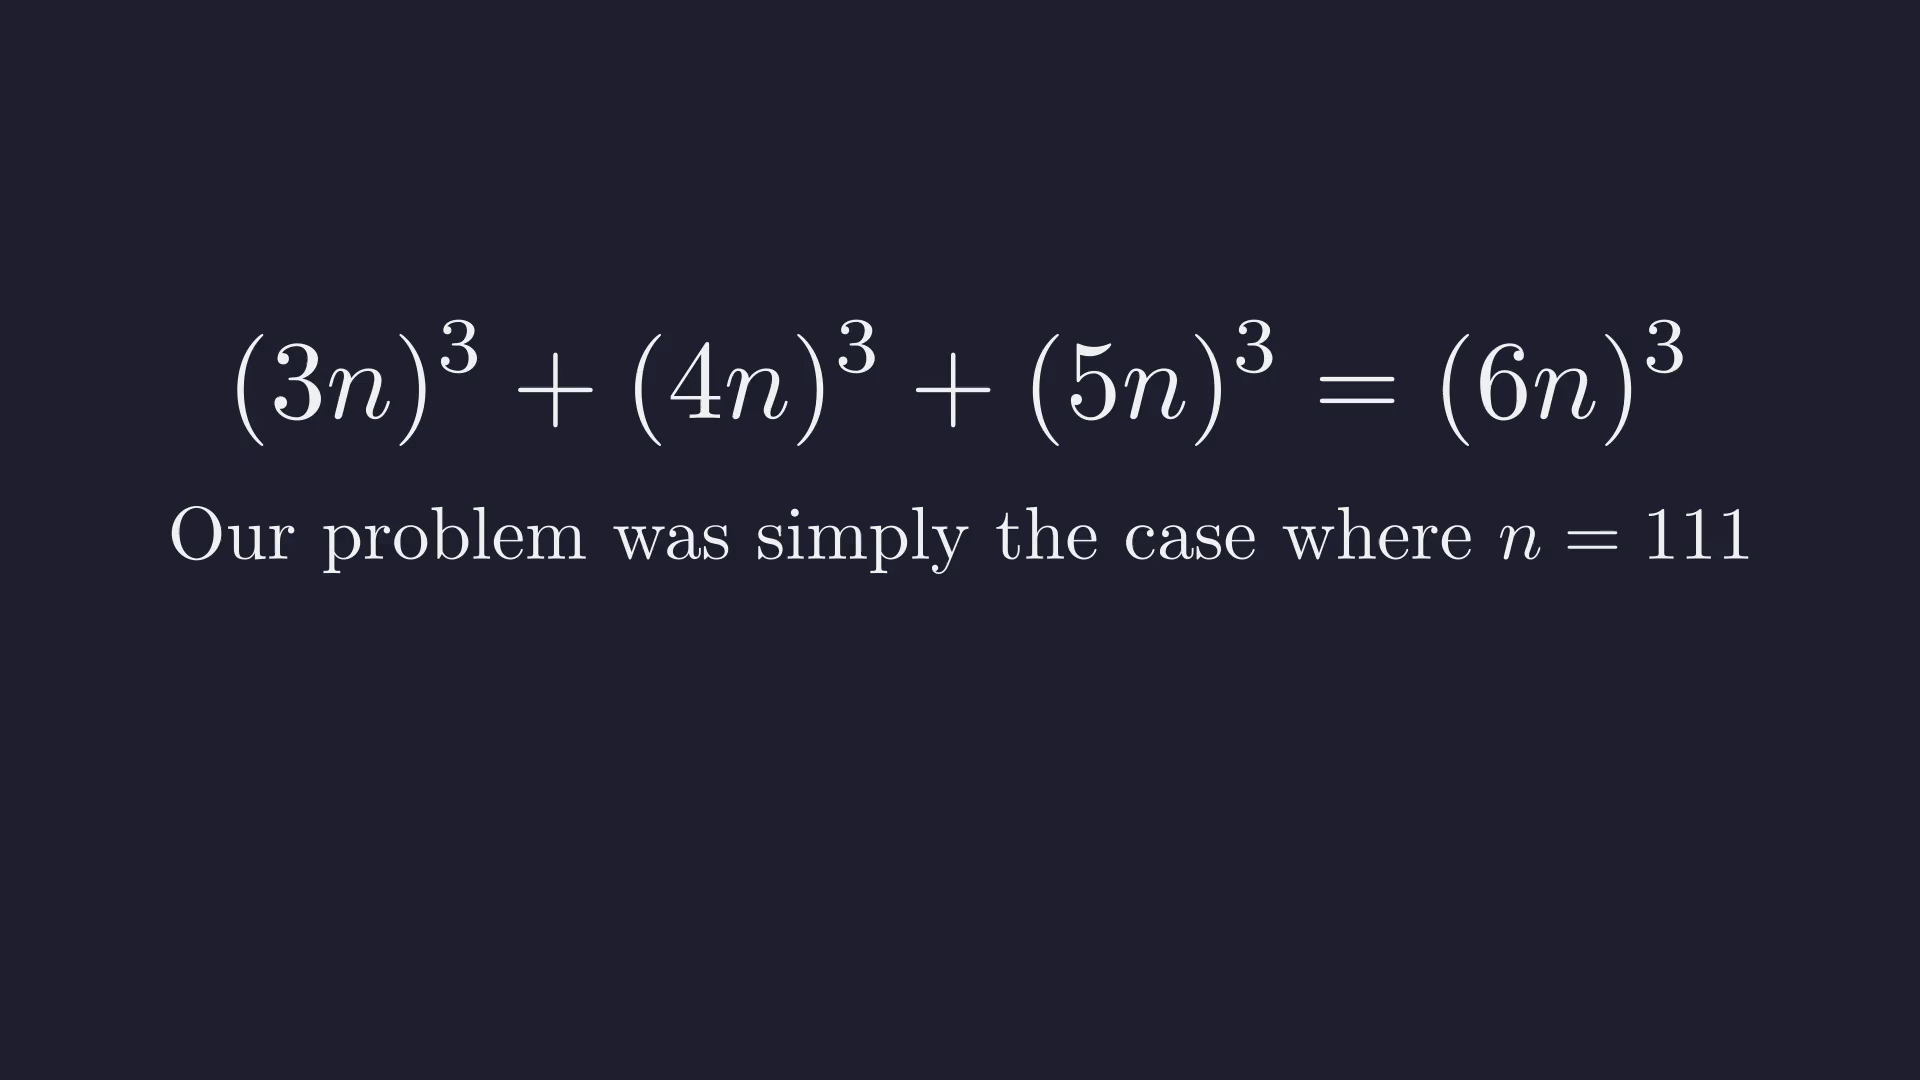 (3n)³ + (4n)³ + (5n)³ = (6n)³
Our problem was simply the case where n = 111